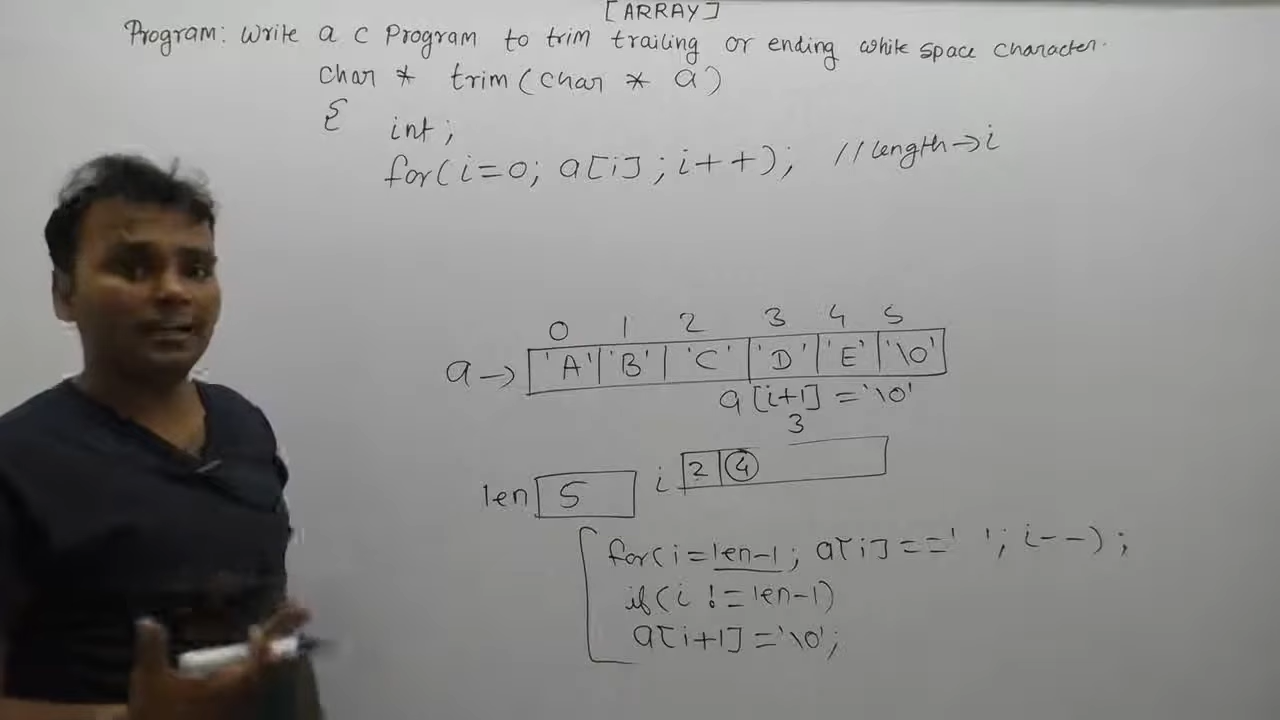 [ARRAY]
Program: Write a C Program to trim trailing or ending white space character.
char * trim(char * a)
{ int ;
for(i=0; a[i] ; i++); //length→i
0 1 2 3 4 5
a→ 'A' 'B' 'C' 'D' 'E' '\0'
a[i+1] ='\0'
3
len 5 i 2 4
for(i=len-1; a[i]==' '; i--);
if(i !=len-1)
a[i+1]='\0';